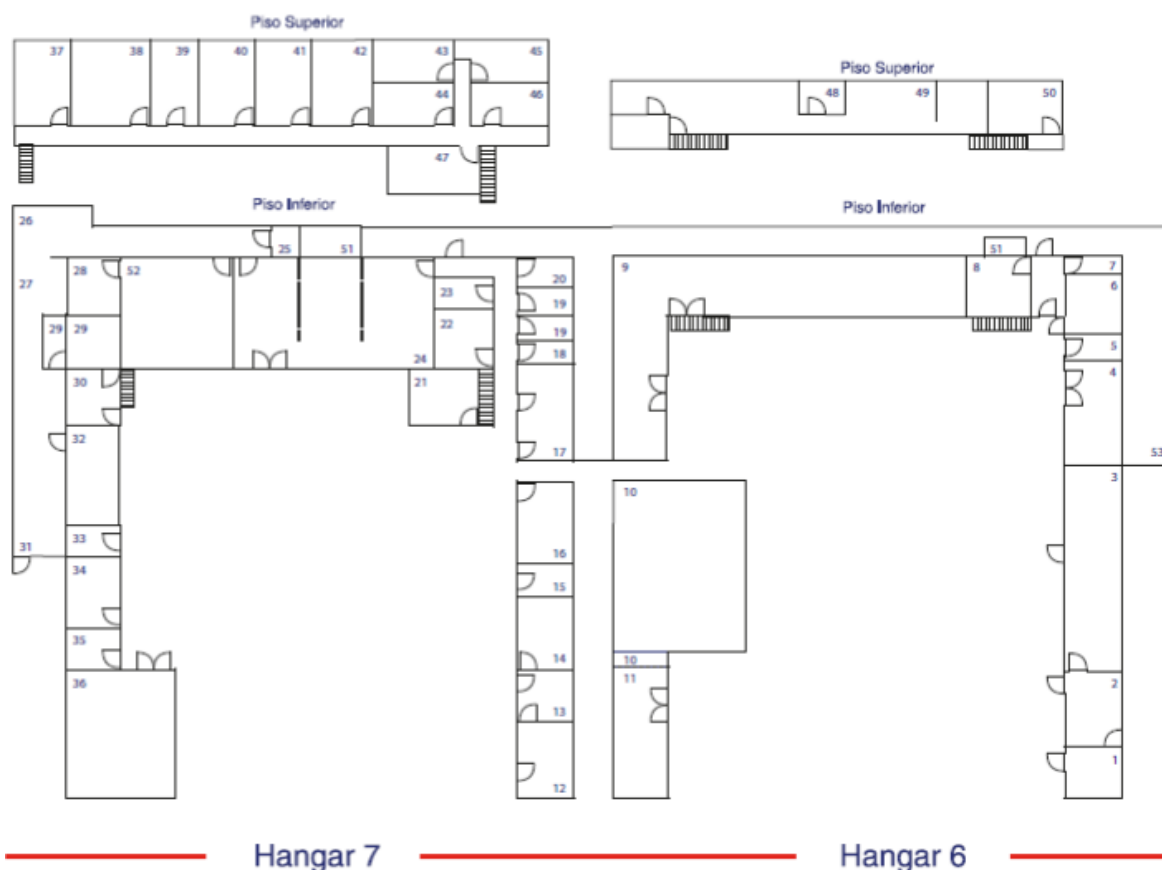 Piso Superior
37 38 39 40 41 42 43 45
44 46
47
Piso Superior
48 49 50
Piso Inferior
26
25 51
27 28 52
20
23 19
29 29 22 19
24 18
30 21
32
17
31 33
16
34
15
35
14
36
13
12
Piso Inferior
51
9 8 7
6
5
4
53
10 3
10
11 2
1
Hangar 7
Hangar 6